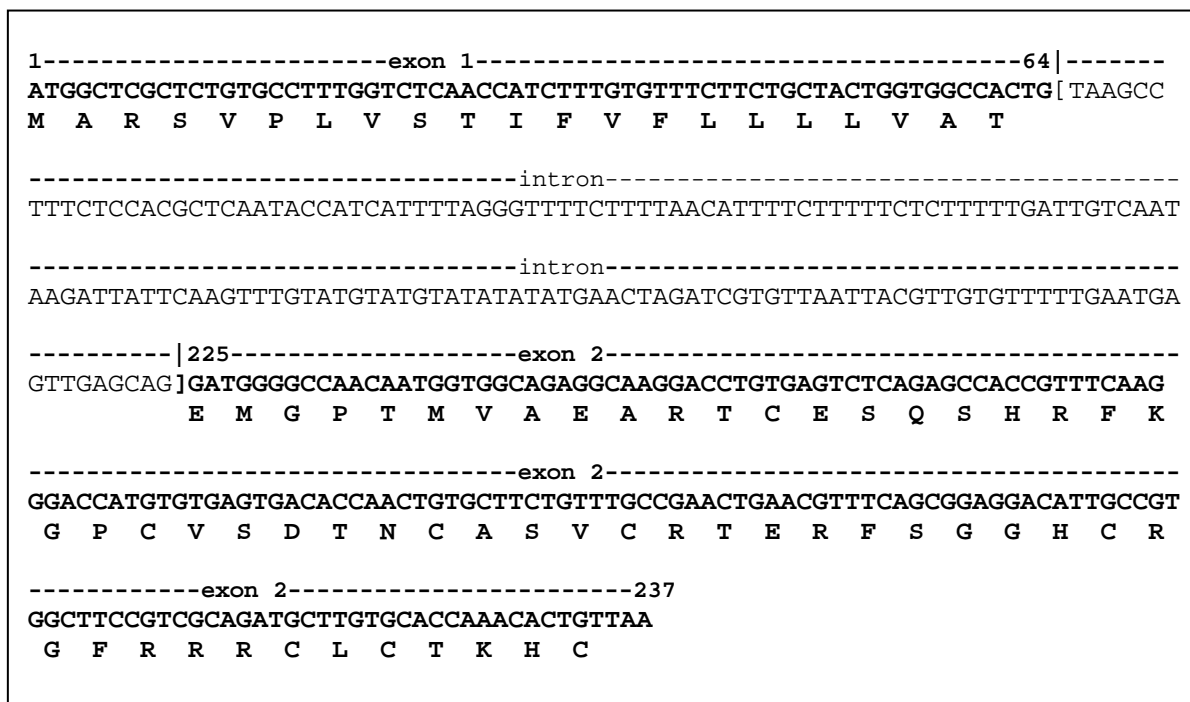 1------------------------exon 1--------------------------------------64|-------
ATGGCTCGCTCTGTGCCTTTGGTCTCAACCATCTTTGTGTTTCTTCTGCTACTGGTGGCCACTG[TAAGCC
M A R S V P L V S T I F V F L L L L V A T
----------------------------------intron----------------------------------------
TTTCTCCACGCTCAATACCATCATTTTAGGGTTTTCTTTTAACATTTTCTTTTTCTCTTTTTGATTGTCAAT
----------------------------------intron----------------------------------------
AAGATTATTCAAGTTTGTATGTATGTATATATATGAACTAGATCGTGTTAATTACGTTGTGTTTTTGAATGA
----------|225--------------------exon 2----------------------------------------
GTTGAGCAG]GATGGGGCCAACAATGGTGGCAGAGGCAAGGACCTGTGAGTCTCAGAGCCACCGTTTCAAG
E M G P T M V A E A R T C E S Q S H R F K
----------------------------------exon 2----------------------------------------
GGACCATGTGTGAGTGACACCAACTGTGCTTCTGTTTGCCGAACTGAACGTTTCAGCGGAGGACATTGCCGT
G P C V S D T N C A S V C R T E R F S G G H C R
------------exon 2------------------------237
GGCTTCCGTCGCAGATGCTTGTGCACCAAACACTGTTAA
G F R R R C L C T K H C